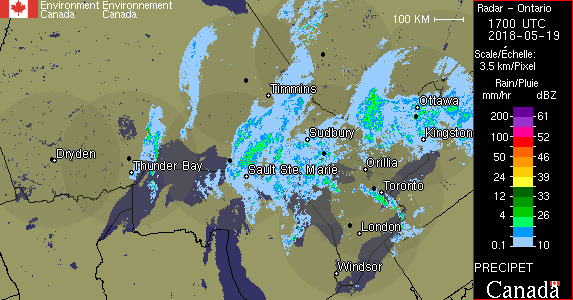 Environment Environnement
Canada Canada
100 KM
Timmins
Ottawa
Sudbury
Kingston
Dryden
Thunder Bay
Sault Ste. Marie
Orillia
Toronto
London
Windsor
Radar - Ontario
1700 UTC
2018-05-19
Scale/Échelle:
3.5 km/Pixel
Rain/Pluie
mm/hr dBZ
200 61
100 52
50 46
24 39
12 33
4 26
0.1 10
PRECIPET
Canada